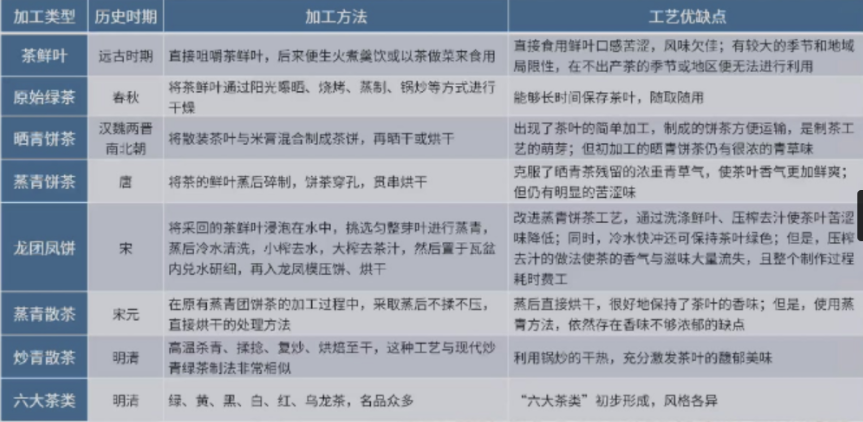 加工类型 历史时期 加工方法 工艺优缺点
茶鲜叶 远古时期 直接咀嚼茶鲜叶，后来便生火煮羹饮或以茶做菜来食用 直接食用鲜叶口感苦涩，风味欠佳；有较大的季节和地域
局限性，在不出产茶的季节或地区便无法进行利用
原始绿茶 春秋 将茶鲜叶通过阳光曝晒、烧烤、蒸制、锅炒等方式进行
干燥 能够长时间保存茶叶，随取随用
晒青饼茶 汉魏两晋
南北朝 将散装茶叶与米膏混合制成茶饼，再晒干或烘干 出现了茶叶的简单加工，制成的饼茶方便运输，是制茶工
艺的萌芽；但初加工的晒青饼茶仍有很浓的青草味
蒸青饼茶 唐 将茶的鲜叶蒸后碎制，饼茶穿孔，贯串烘干 克服了晒青茶残留的浓重青草气，使茶叶香气更加鲜爽；
但仍有明显的苦涩味
龙团凤饼 宋 将采回的茶鲜叶浸泡在水中，挑选匀整芽叶进行蒸青，
蒸后冷水清洗，小榨去水，大榨去茶汁，然后置于瓦盆
内兑水研细，再入龙凤模压饼、烘干 改进蒸青饼茶工艺，通过洗涤鲜叶、压榨去汁使茶叶苦涩
味降低；同时，冷水快冲还可保持茶叶绿色；但是，压榨
去汁的做法使茶的香气与滋味大量流失，且整个制作过程
耗时费工
蒸青散茶 宋元 在原有蒸青团饼茶的加工过程中，采取蒸后不揉不压，
直接烘干的处理方法 蒸后直接烘干，很好地保持了茶叶的香味；但是，使用蒸
青方法，依然存在香味不够浓郁的缺点
炒青散茶 明清 高温杀青、揉捻、复炒、烘焙至干，这种工艺与现代炒
青绿茶制法非常相似 利用锅炒的干热，充分激发茶叶的馥郁美味
六大茶类 明清 绿、黄、黑、白、红、乌龙茶，名品众多 “六大茶类”初步形成，风格各异